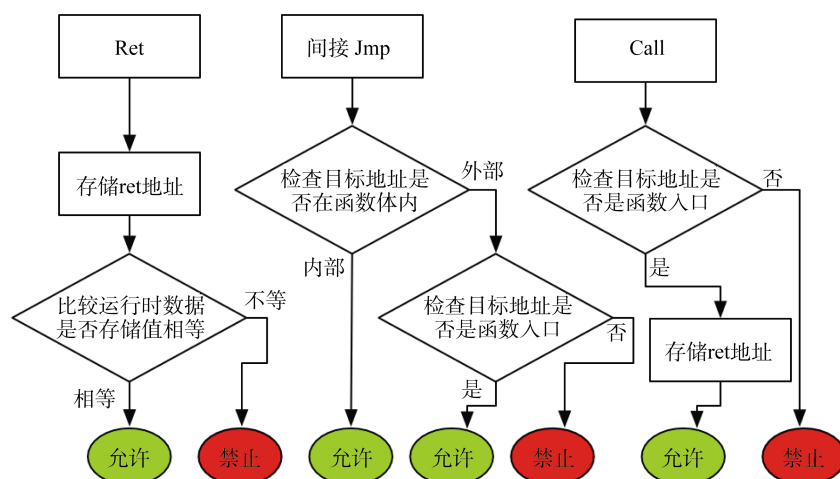 Ret
存储ret地址
比较运行时数据
是否存储值相等
不等
相等
允许
禁止
间接 Jmp
检查目标地址是
否在函数体内
外部
内部
检查目标地址是
否是函数入口
否
是
允许
允许
禁止
Call
检查目标地址是
否是函数入口
否
是
存储ret地址
允许
禁止